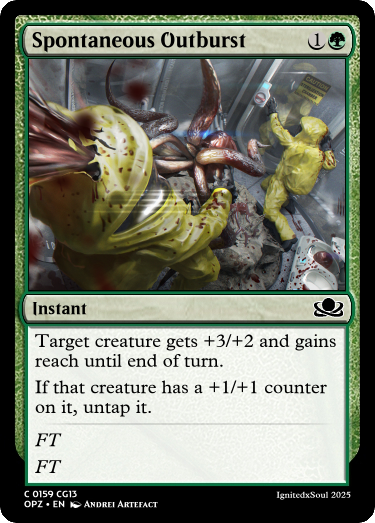 Spontaneous Outburst 1
Instant
Target creature gets +3/+2 and gains
reach until end of turn.
If that creature has a +1/+1 counter
on it, untap it.
FT
FT
C 0159 CG13
OPZ • EN Andrei Artefact
IgnitedxSoul 2025